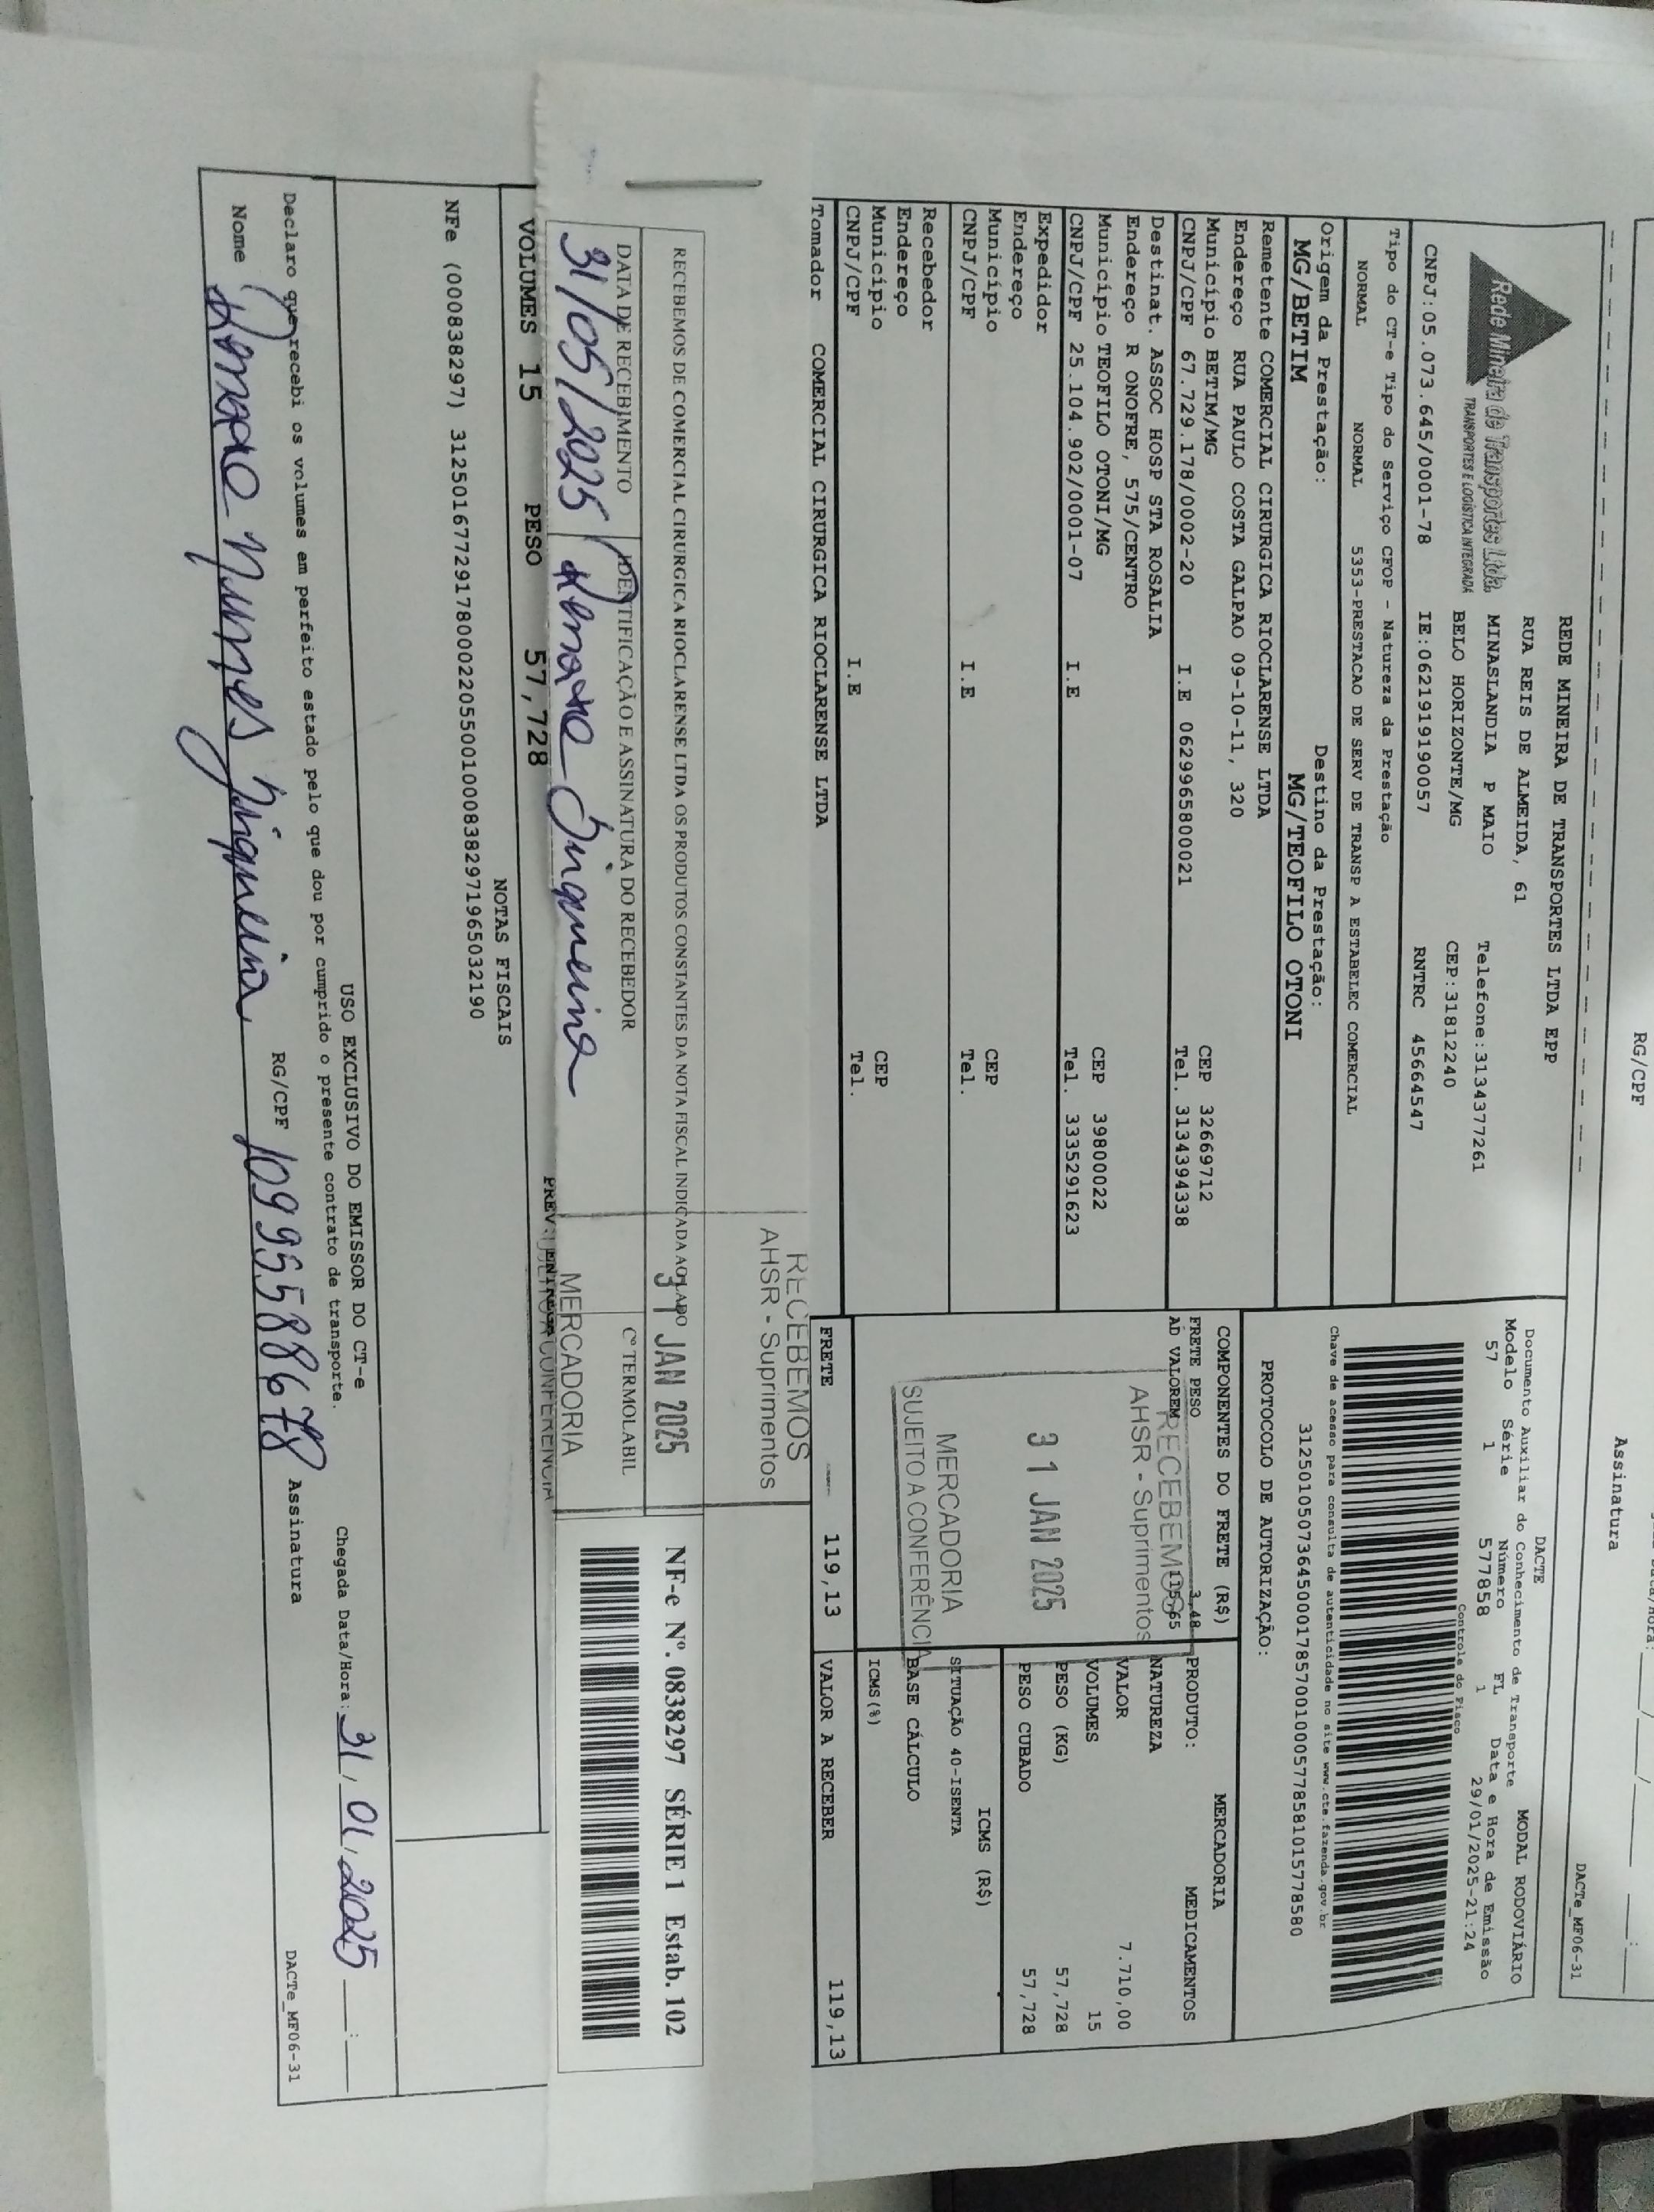 RG/CPF
Assinatura
DACTe_MF06-31
Rede Mineira de Transportes Ltda.
TRANSPORTES E LOGÍSTICA INTEGRADA
REDE MINEIRA DE TRANSPORTES LTDA EPP
RUA REIS DE ALMEIDA, 61
MINASLANDIA P MAIO Telefone:3134377261
BELO HORIZONTE/MG CEP:31812240
CNPJ:05.073.645/0001-78 IE:0621919190057 RNTRC 45664547
DACTE
Documento Auxiliar do Conhecimento de Transporte MODAL RODOVIÁRIO
Modelo Série Número FL Data e Hora de Emissão
57 1 577858 1 29/01/2025-21:24
Controle do Fisco
Tipo do CT-e Tipo do Serviço CFOP - Natureza da Prestação
NORMAL NORMAL 5353-PRESTACAO DE SERV DE TRANSP A ESTABELEC COMERCIAL
Chave de acesso para consulta de autenticidade no site www.cte.fazenda.gov.br
31250105073645000178570010005778581015778580
Origem da Prestação: Destino da Prestação:
MG/BETIM MG/TEOFILO OTONI
PROTOCOLO DE AUTORIZAÇÃO:
Remetente COMERCIAL CIRURGICA RIOCLARENSE LTDA
Endereço RUA PAULO COSTA GALPAO 09-10-11, 320
Município BETIM/MG CEP 32669712
CNPJ/CPF 67.729.178/0002-20 I.E 0629965800021 Tel. 3134394338
Destinat. ASSOC HOSP STA ROSALIA
Endereço R ONOFRE, 575/CENTRO
Município TEOFILO OTONI/MG CEP 39800022
CNPJ/CPF 25.104.902/0001-07 I.E Tel. 3335291623
Expedidor
Endereço
Município CEP
CNPJ/CPF I.E Tel.
Recebedor
Endereço
Município CEP
CNPJ/CPF I.E Tel.
Tomador COMERCIAL CIRURGICA RIOCLARENSE LTDA
COMPONENTES DO FRETE (R$)
FRETE PESO 3,48
AD VALOREM 115,65
RECEBEMOS
AHSR - Suprimentos
31 JAN 2025
MERCADORIA
SUJEITO A CONFERÊNCIA
MERCADORIA
PRODUTO: MEDICAMENTOS
NATUREZA
VALOR 7.710,00
VOLUMES 15
PESO (KG) 57,728
PESO CUBADO 57,728
ICMS (R$)
SITUAÇÃO 40-ISENTA
BASE CÁLCULO
ICMS(%)
FRETE 119,13
VALOR A RECEBER 119,13
RECEBEMOS
AHSR - Suprimentos
31 JAN 2025
MERCADORIA
RECEBEMOS DE COMERCIAL CIRURGICA RIOCLARENSE LTDA OS PRODUTOS CONSTANTES DA NOTA FISCAL INDICADA AO LADO
DATA DE RECEBIMENTO IDENTIFICAÇÃO E ASSINATURA DO RECEBEDOR Cº TERMOLABIL
31/05/2025
NF-e Nº. 0838297 SÉRIE 1 Estab. 102
VOLUMES 15 PESO 57,728
NOTAS FISCAIS
NFe (000838297) 31250167729178000220550010008382971965032190
USO EXCLUSIVO DO EMISSOR DO CT-e
Declaro que recebi os volumes em perfeito estado pelo que dou por cumprido o presente contrato de transporte.
Chegada Data/Hora: 31/01/2025 __:__
Nome Nunes RG/CPF 10995588678 Assinatura
DACTe_MF06-31